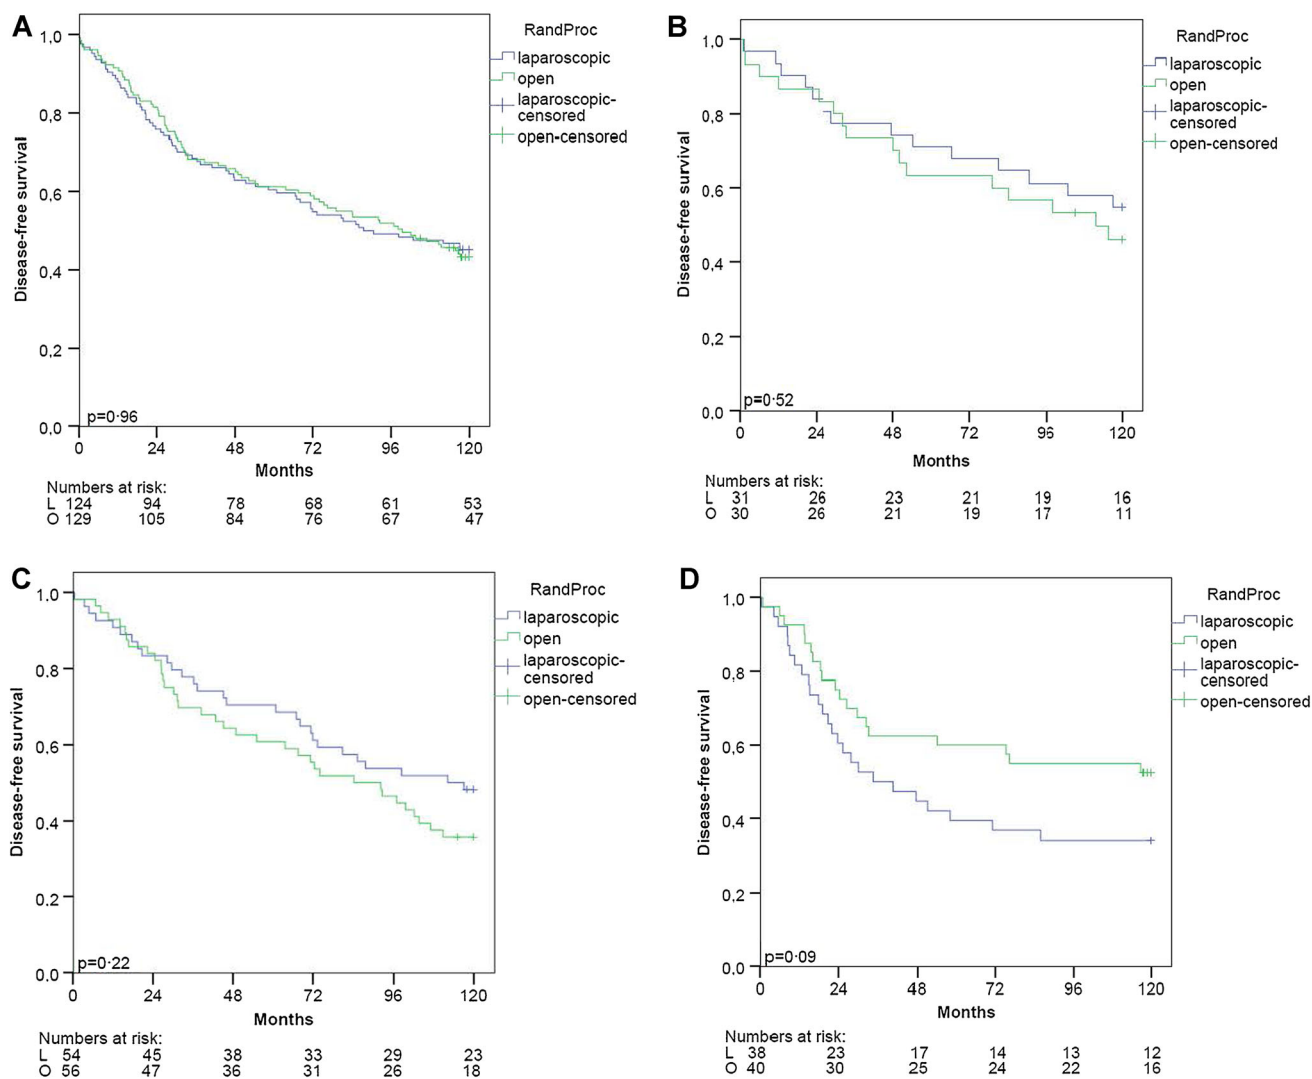 A
Disease-free survival
1,0
0,8
0,6
0,4
0,2
0,0
p=0·96
0 24 48 72 96 120
Months
RandProc
laparoscopic
open
laparoscopic-
censored
open-censored
Numbers at risk:
L 124 94 78 68 61 53
O 129 105 84 76 67 47
B
Disease-free survival
1,0
0,8
0,6
0,4
0,2
0,0
p=0·52
0 24 48 72 96 120
Months
RandProc
laparoscopic
open
laparoscopic-
censored
open-censored
Numbers at risk:
L 31 26 23 21 19 16
O 30 26 21 19 17 11
C
Disease-free survival
1,0
0,8
0,6
0,4
0,2
0,0
p=0·22
0 24 48 72 96 120
Months
RandProc
laparoscopic
open
laparoscopic-
censored
open-censored
Numbers at risk:
L 54 45 38 33 29 23
O 56 47 36 31 26 18
D
Disease-free survival
1,0
0,8
0,6
0,4
0,2
0,0
p=0·09
0 24 48 72 96 120
Months
RandProc
laparoscopic
open
laparoscopic-
censored
open-censored
Numbers at risk:
L 38 23 17 14 13 12
O 40 30 25 24 22 16